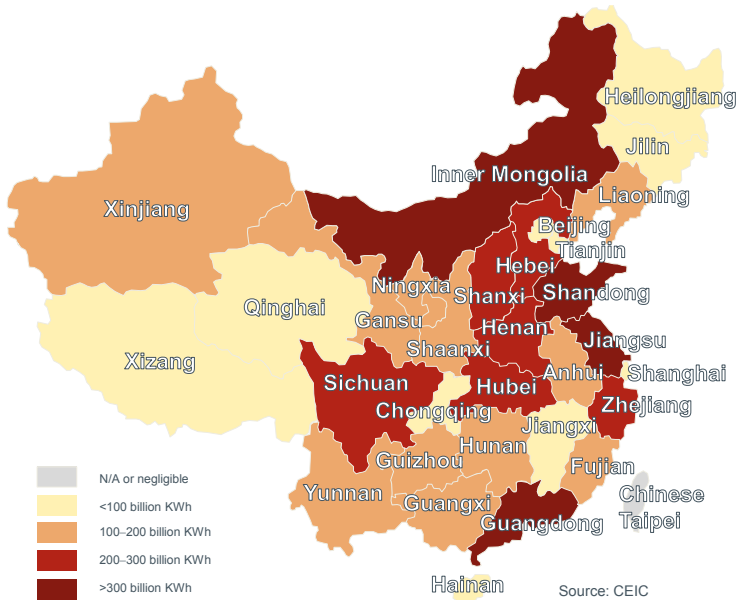 Heilongjiang
Jilin
Inner Mongolia
Liaoning
Xinjiang
Beijing
Tianjin
Hebei
Ningxia
Shanxi
Shandong
Qinghai
Gansu
Henan
Jiangsu
Shaanxi
Xizang
Anhui
Shanghai
Sichuan
Hubei
Zhejiang
Chongqing
Jiangxi
Hunan
Guizhou
Fujian
Yunnan
Guangxi
Chinese
Taipei
Guangdong
Hainan
N/A or negligible
<100 billion KWh
100–200 billion KWh
200–300 billion KWh
>300 billion KWh
Source: CEIC